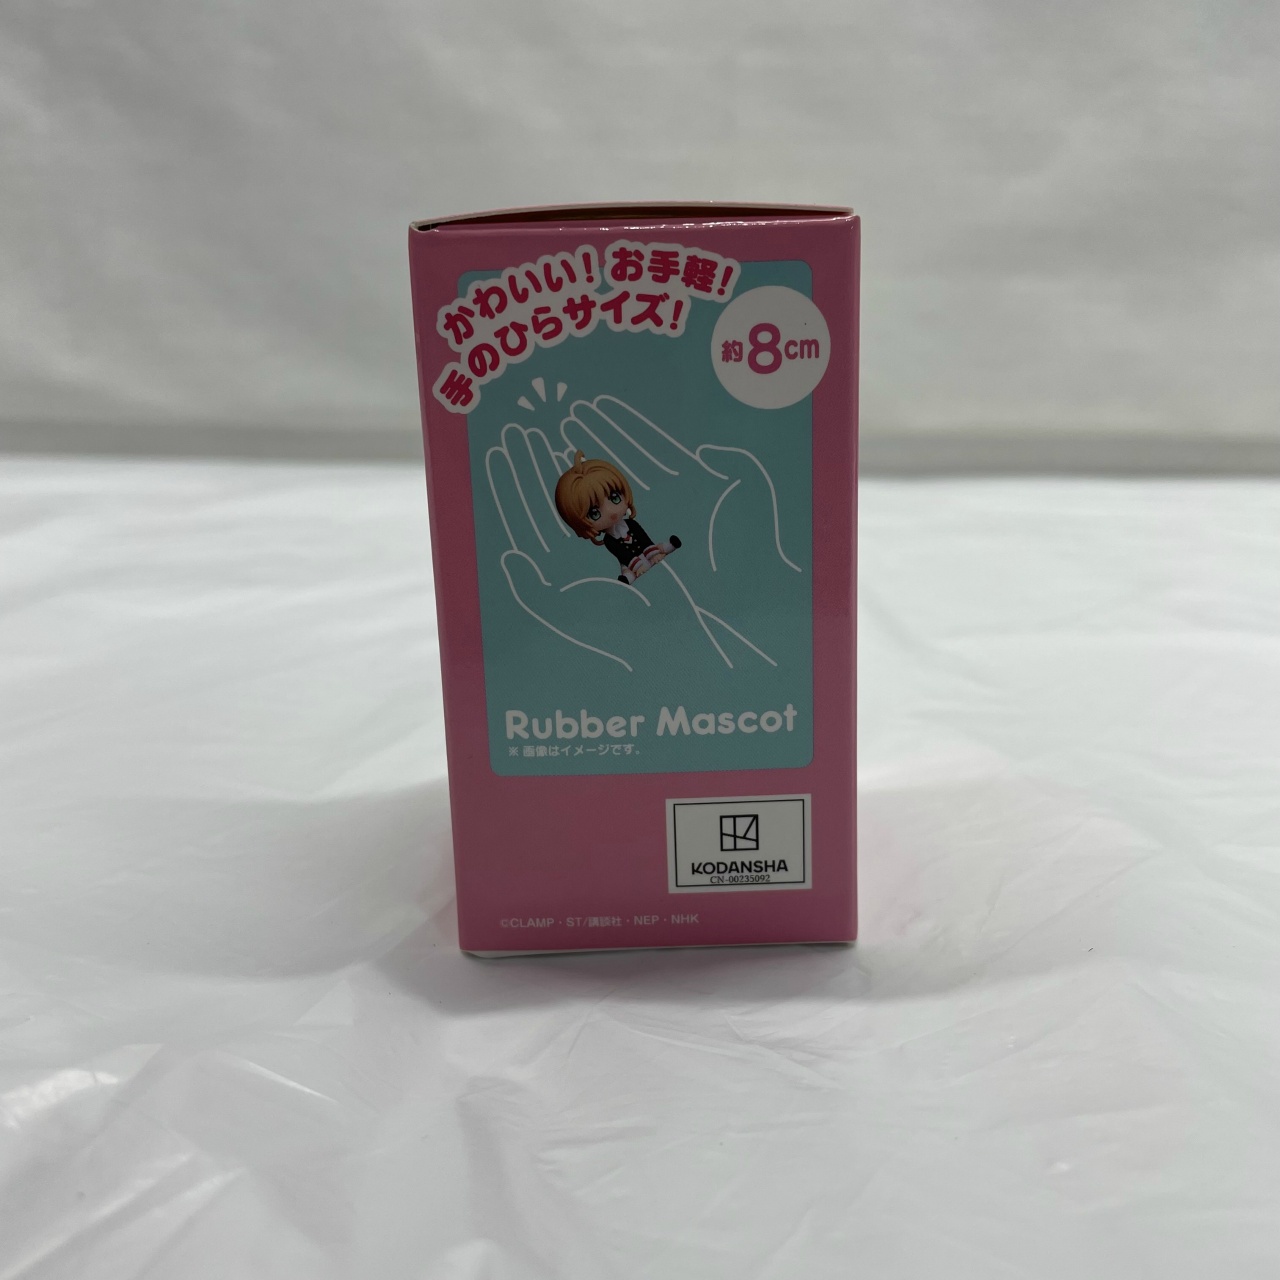 かわいい！お手軽！
手のひらサイズ！
約8cm
Rubber Mascot
※画像はイメージです。
KODANSHA
CN-00235092
©CLAMP・ST/講談社・NEP・NHK